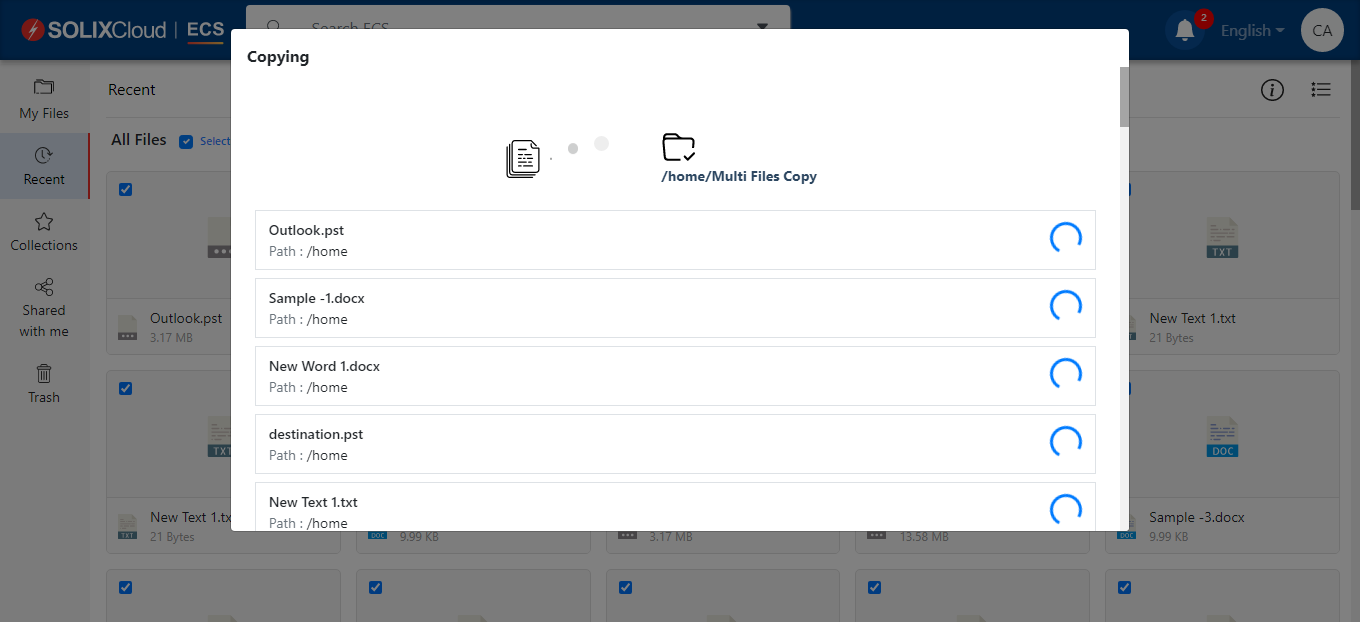 SOLIXCloud | ECS
Search ECS
2
English
CA
My Files
Recent
Collections
Shared
with me
Trash
Recent
All Files
Select
Copying
/home/Multi Files Copy
Outlook.pst
Path : /home
Sample -1.docx
Path : /home
New Word 1.docx
Path : /home
destination.pst
Path : /home
New Text 1.txt
Path : /home
Outlook.pst
3.17 MB
TXT
New Text 1.txt
21 Bytes
TXT
New Text 1.tx
21 Bytes
DOC
9.99 KB
3.17 MB
13.58 MB
DOC
Sample -3.docx
9.99 KB